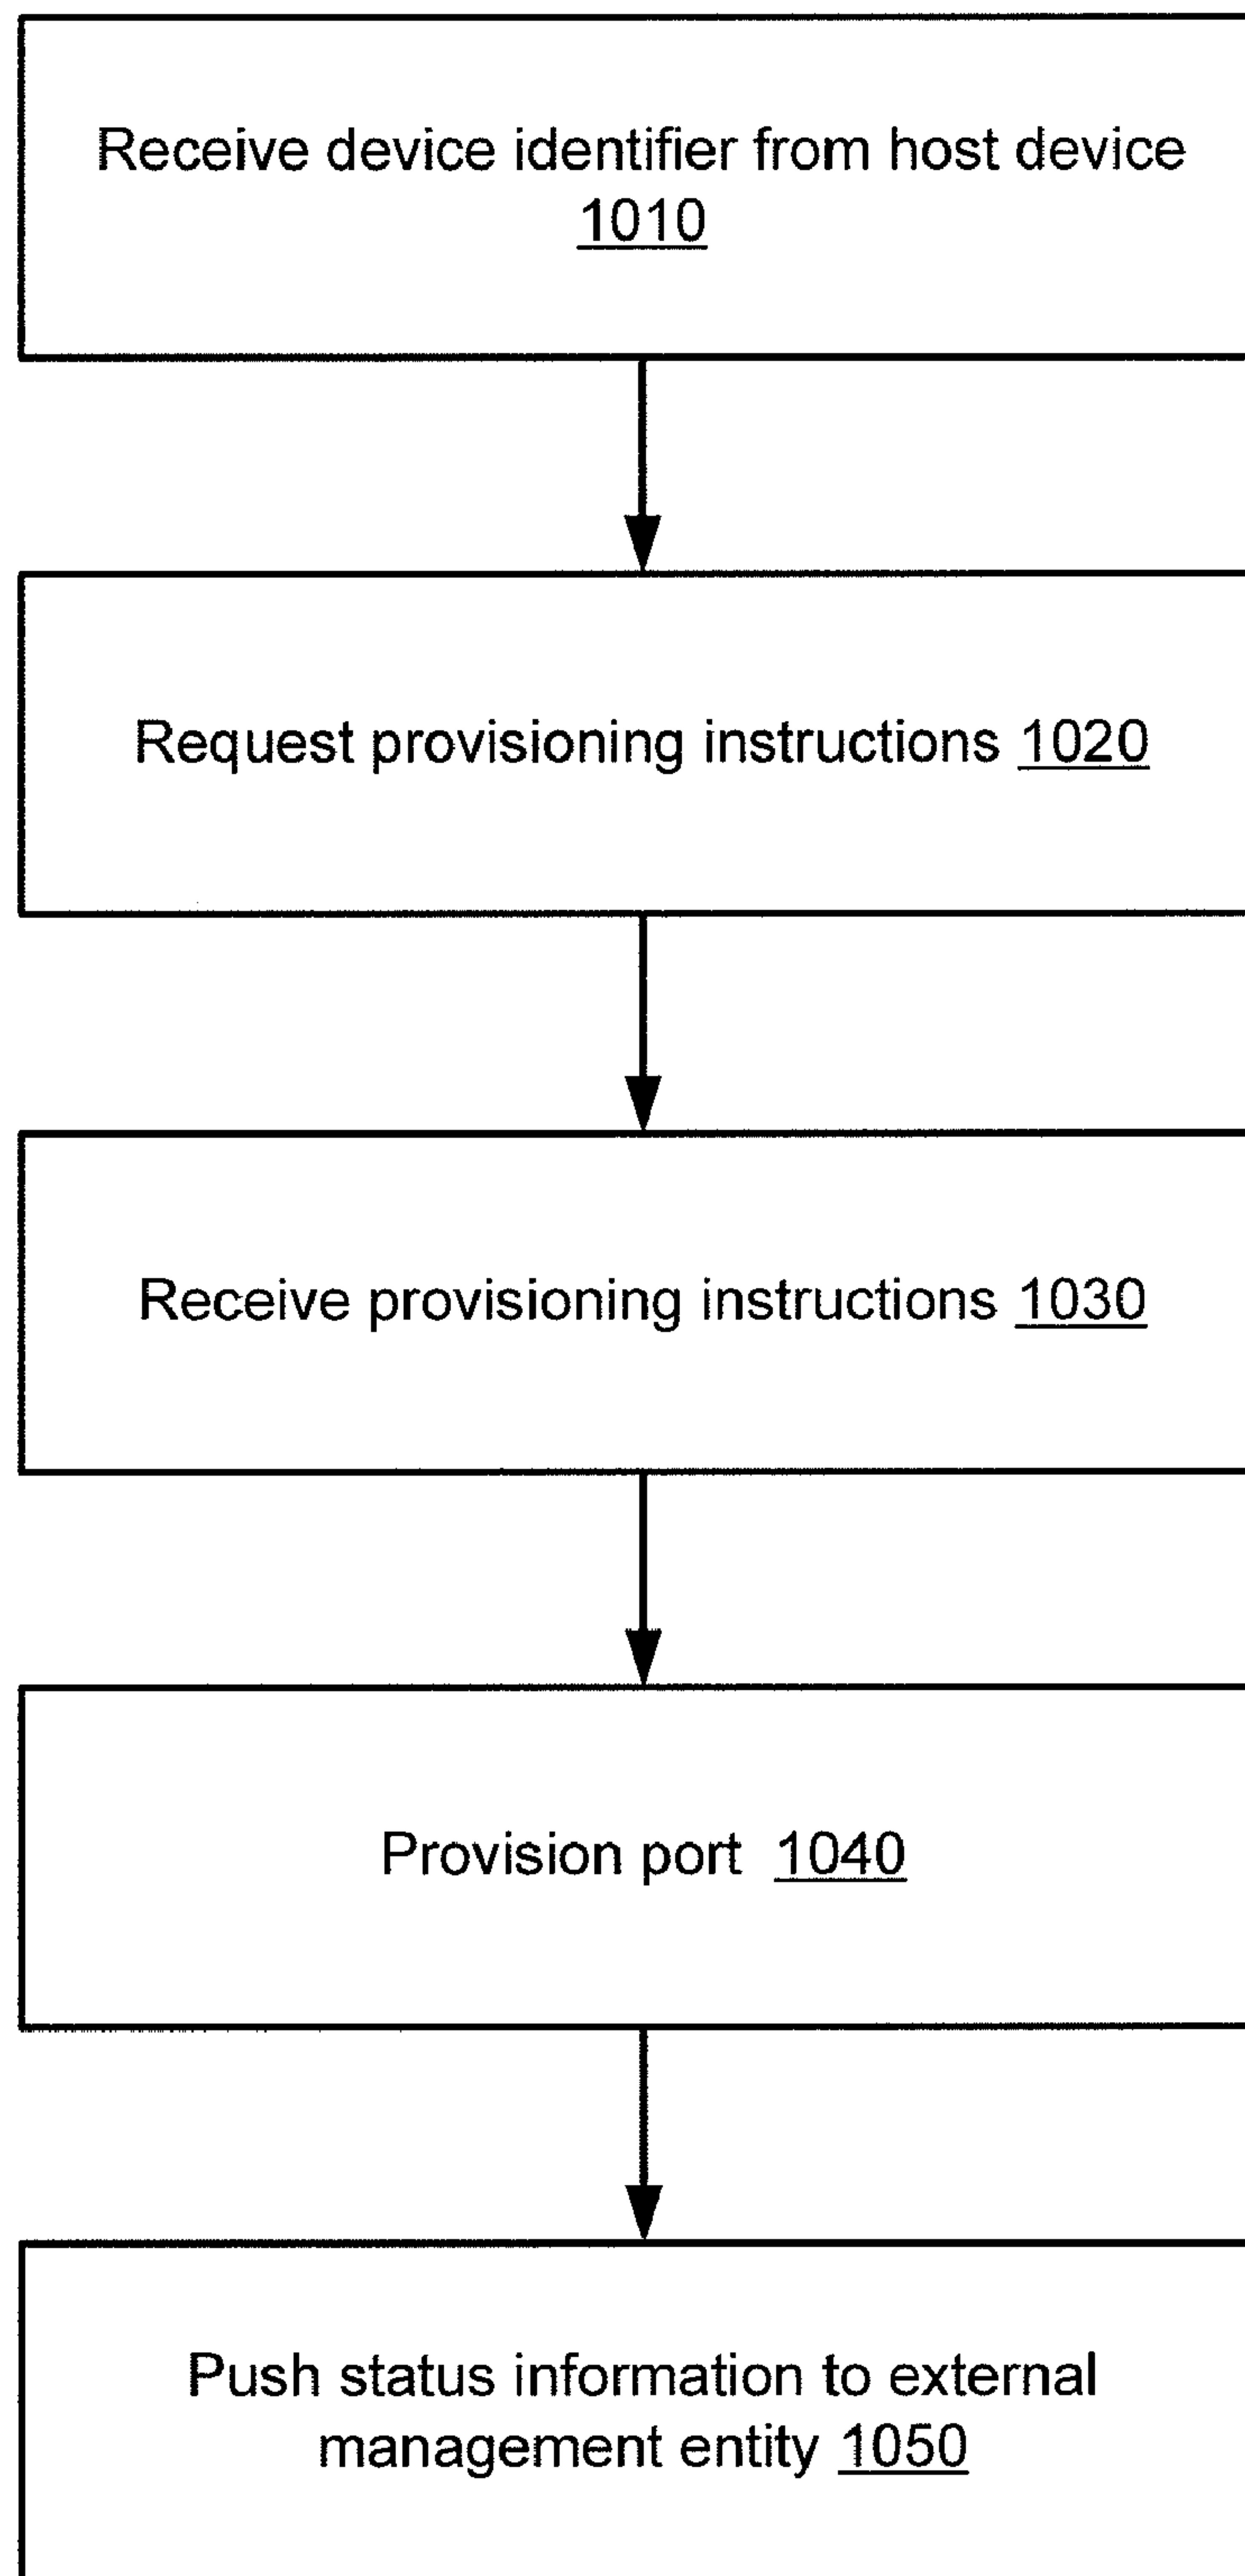 Receive device identifier from host device
1010
Request provisioning instructions 1020
Receive provisioning instructions 1030
Provision port 1040
Push status information to external
management entity 1050